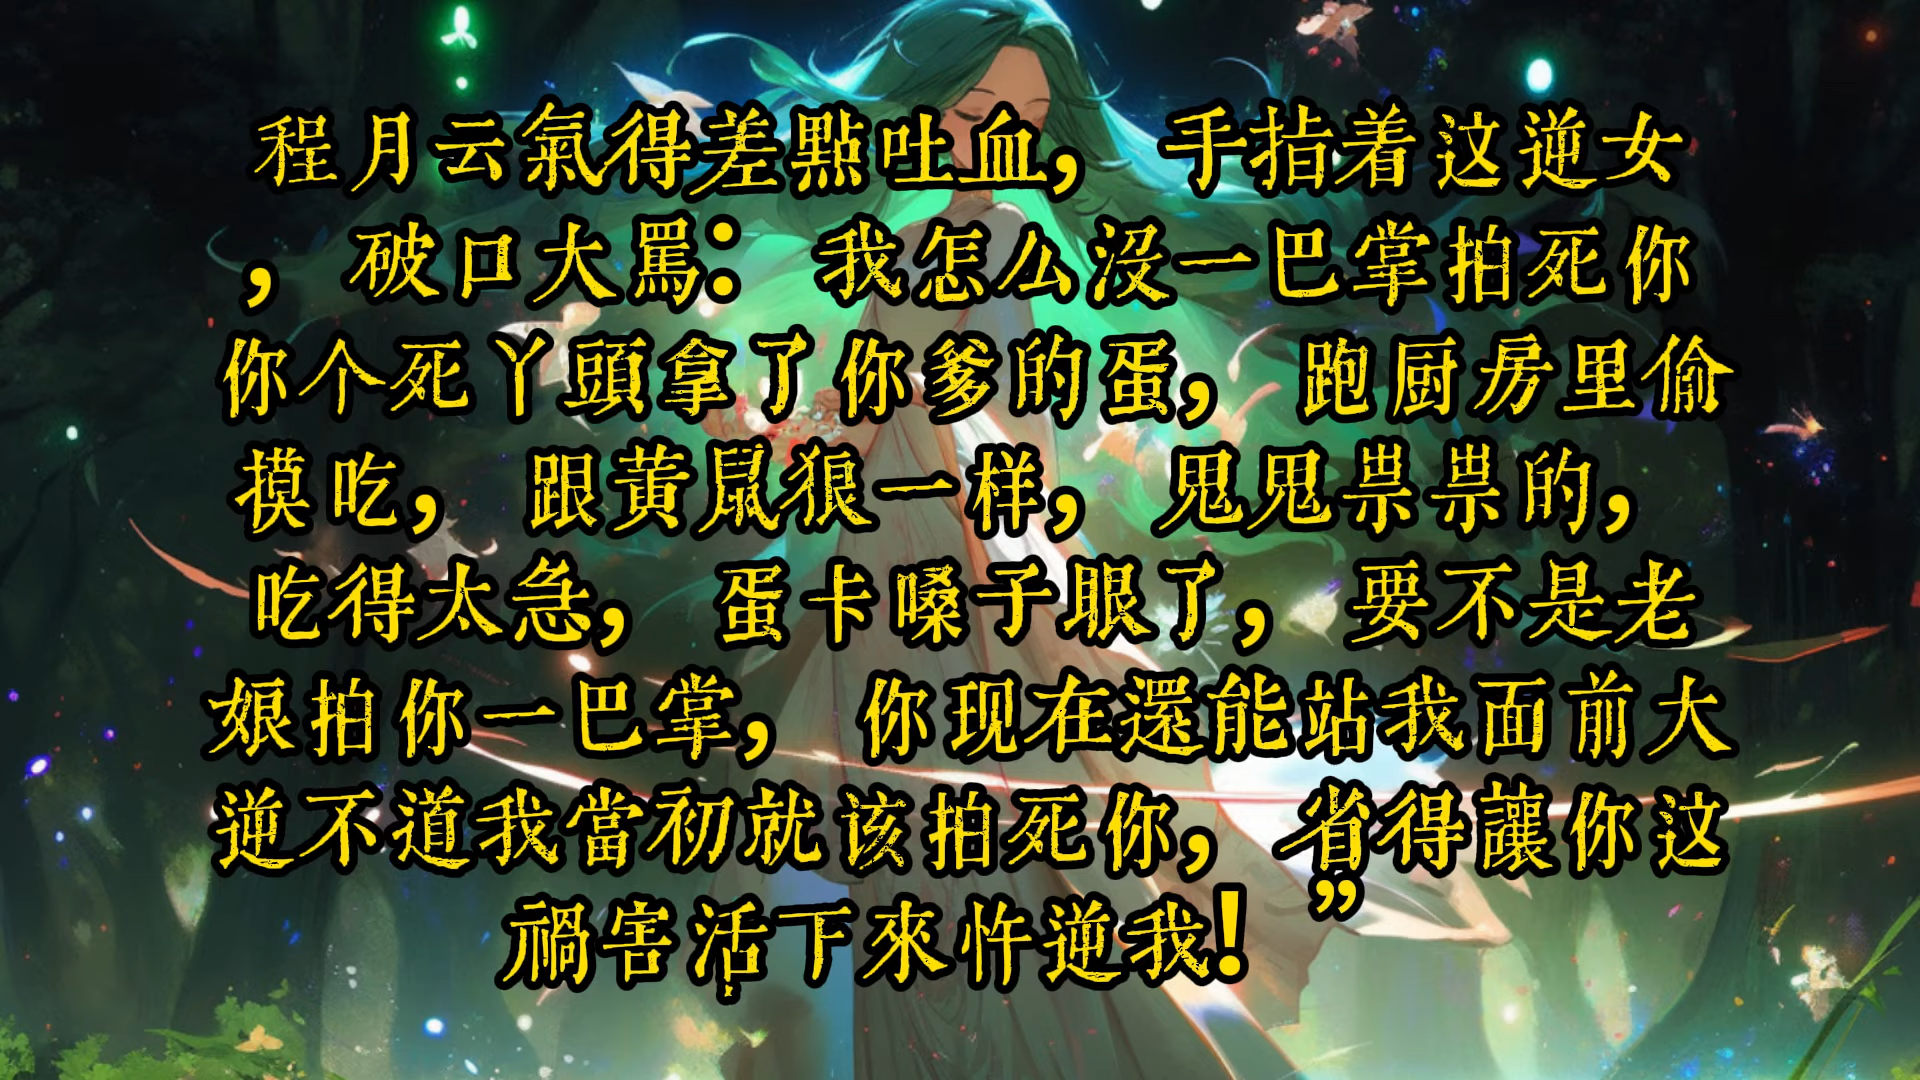 程月云氣得差點吐血， 手指着这逆女
， 破口大罵： 我怎么沒一巴掌拍死你
你个死丫頭拿了你爹的蛋， 跑厨房里偷
摸吃， 跟黄鼠狼一样， 鬼鬼祟祟的，
吃得太急， 蛋卡嗓子眼了，要不是老
娘拍你一巴掌， 你现在還能站我面前大
逆不道我當初就该拍死你， 省得讓你这
禍害活下來忤逆我！ ”